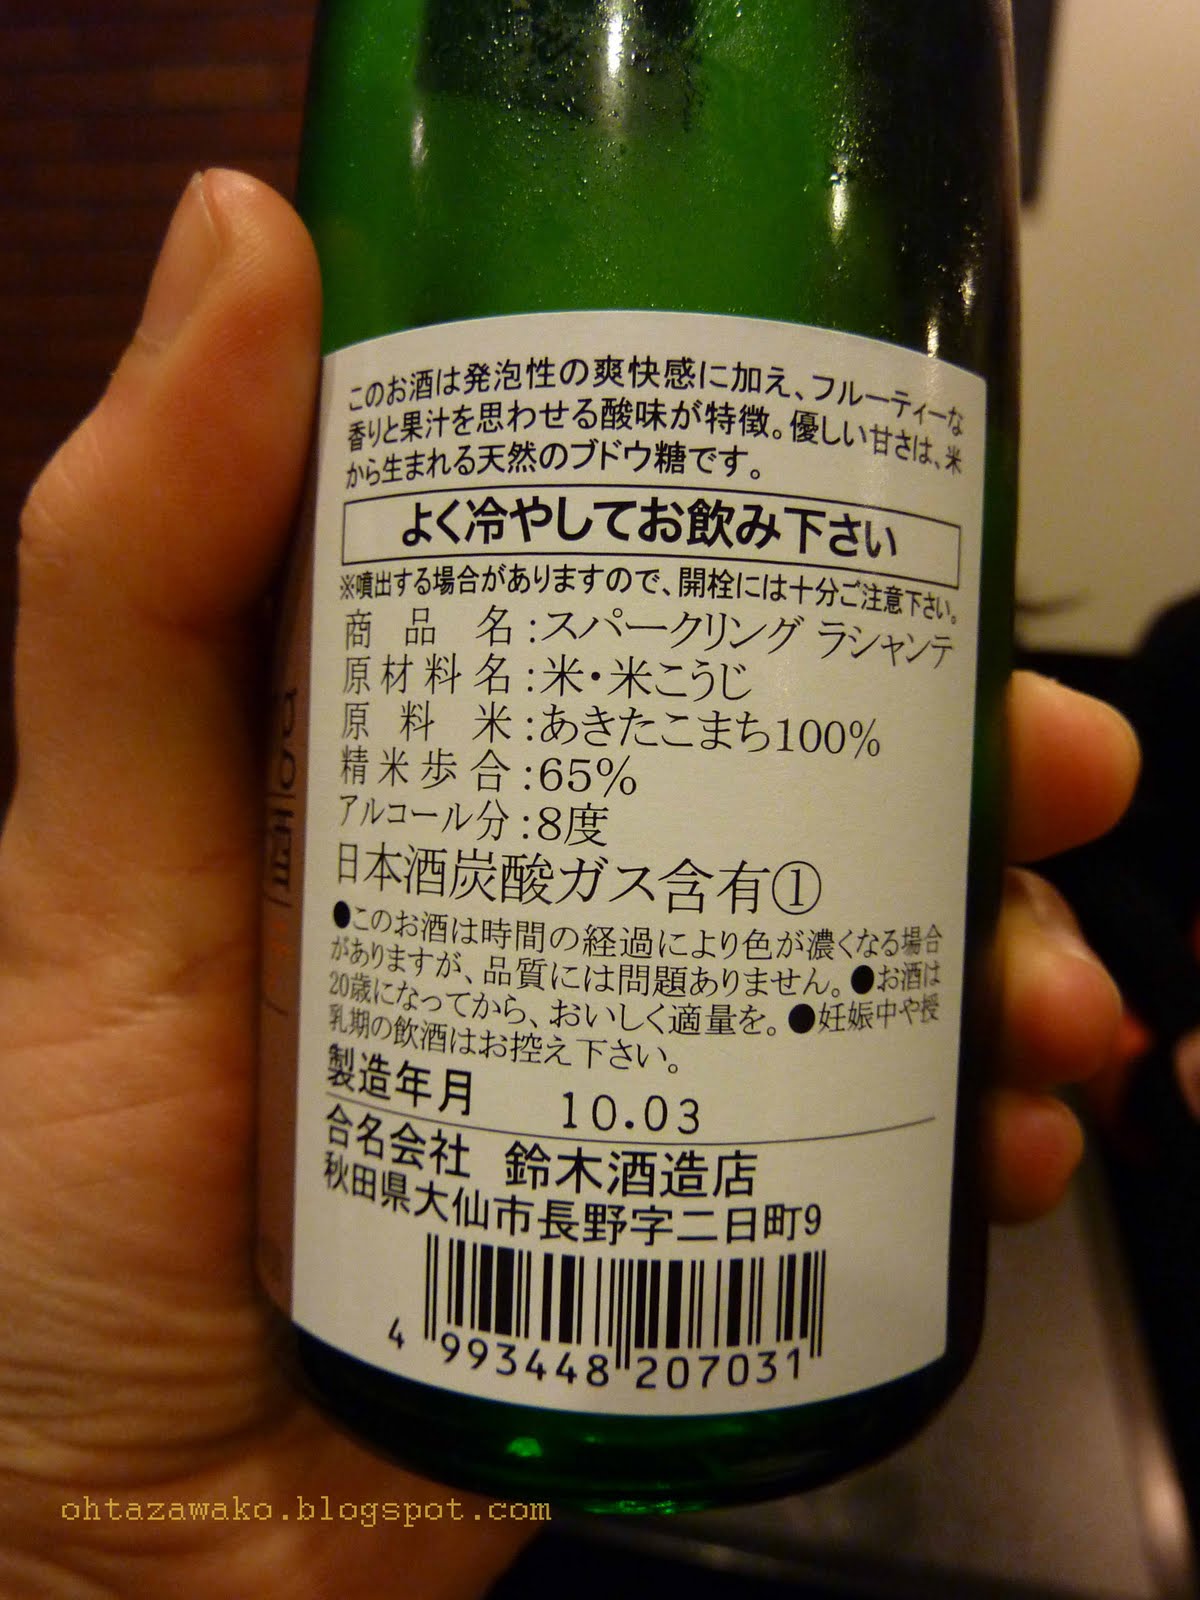 このお酒は発泡性の爽快感に加え、フルーティーな
香りと果汁を思わせる酸味が特徴。優しい甘さは、米
から生まれる天然のブドウ糖です。
よく冷やしてお飲み下さい
※噴出する場合がありますので、開栓には十分ご注意下さい。
商品名:スパークリング ラシャンテ
原材料名:米・米こうじ
原料米:あきたこまち100%
精米歩合:65%
アルコール分:8度
日本酒炭酸ガス含有①
●このお酒は時間の経過により色が濃くなる場合
がありますが、品質には問題ありません。●お酒は
20歳になってから、おいしく適量を。●妊娠中や授
乳期の飲酒はお控え下さい。
製造年月 10.03
合名会社 鈴木酒造店
秋田県大仙市長野字二日町9
4 993448 207031
ohtazawako.blogspot.com